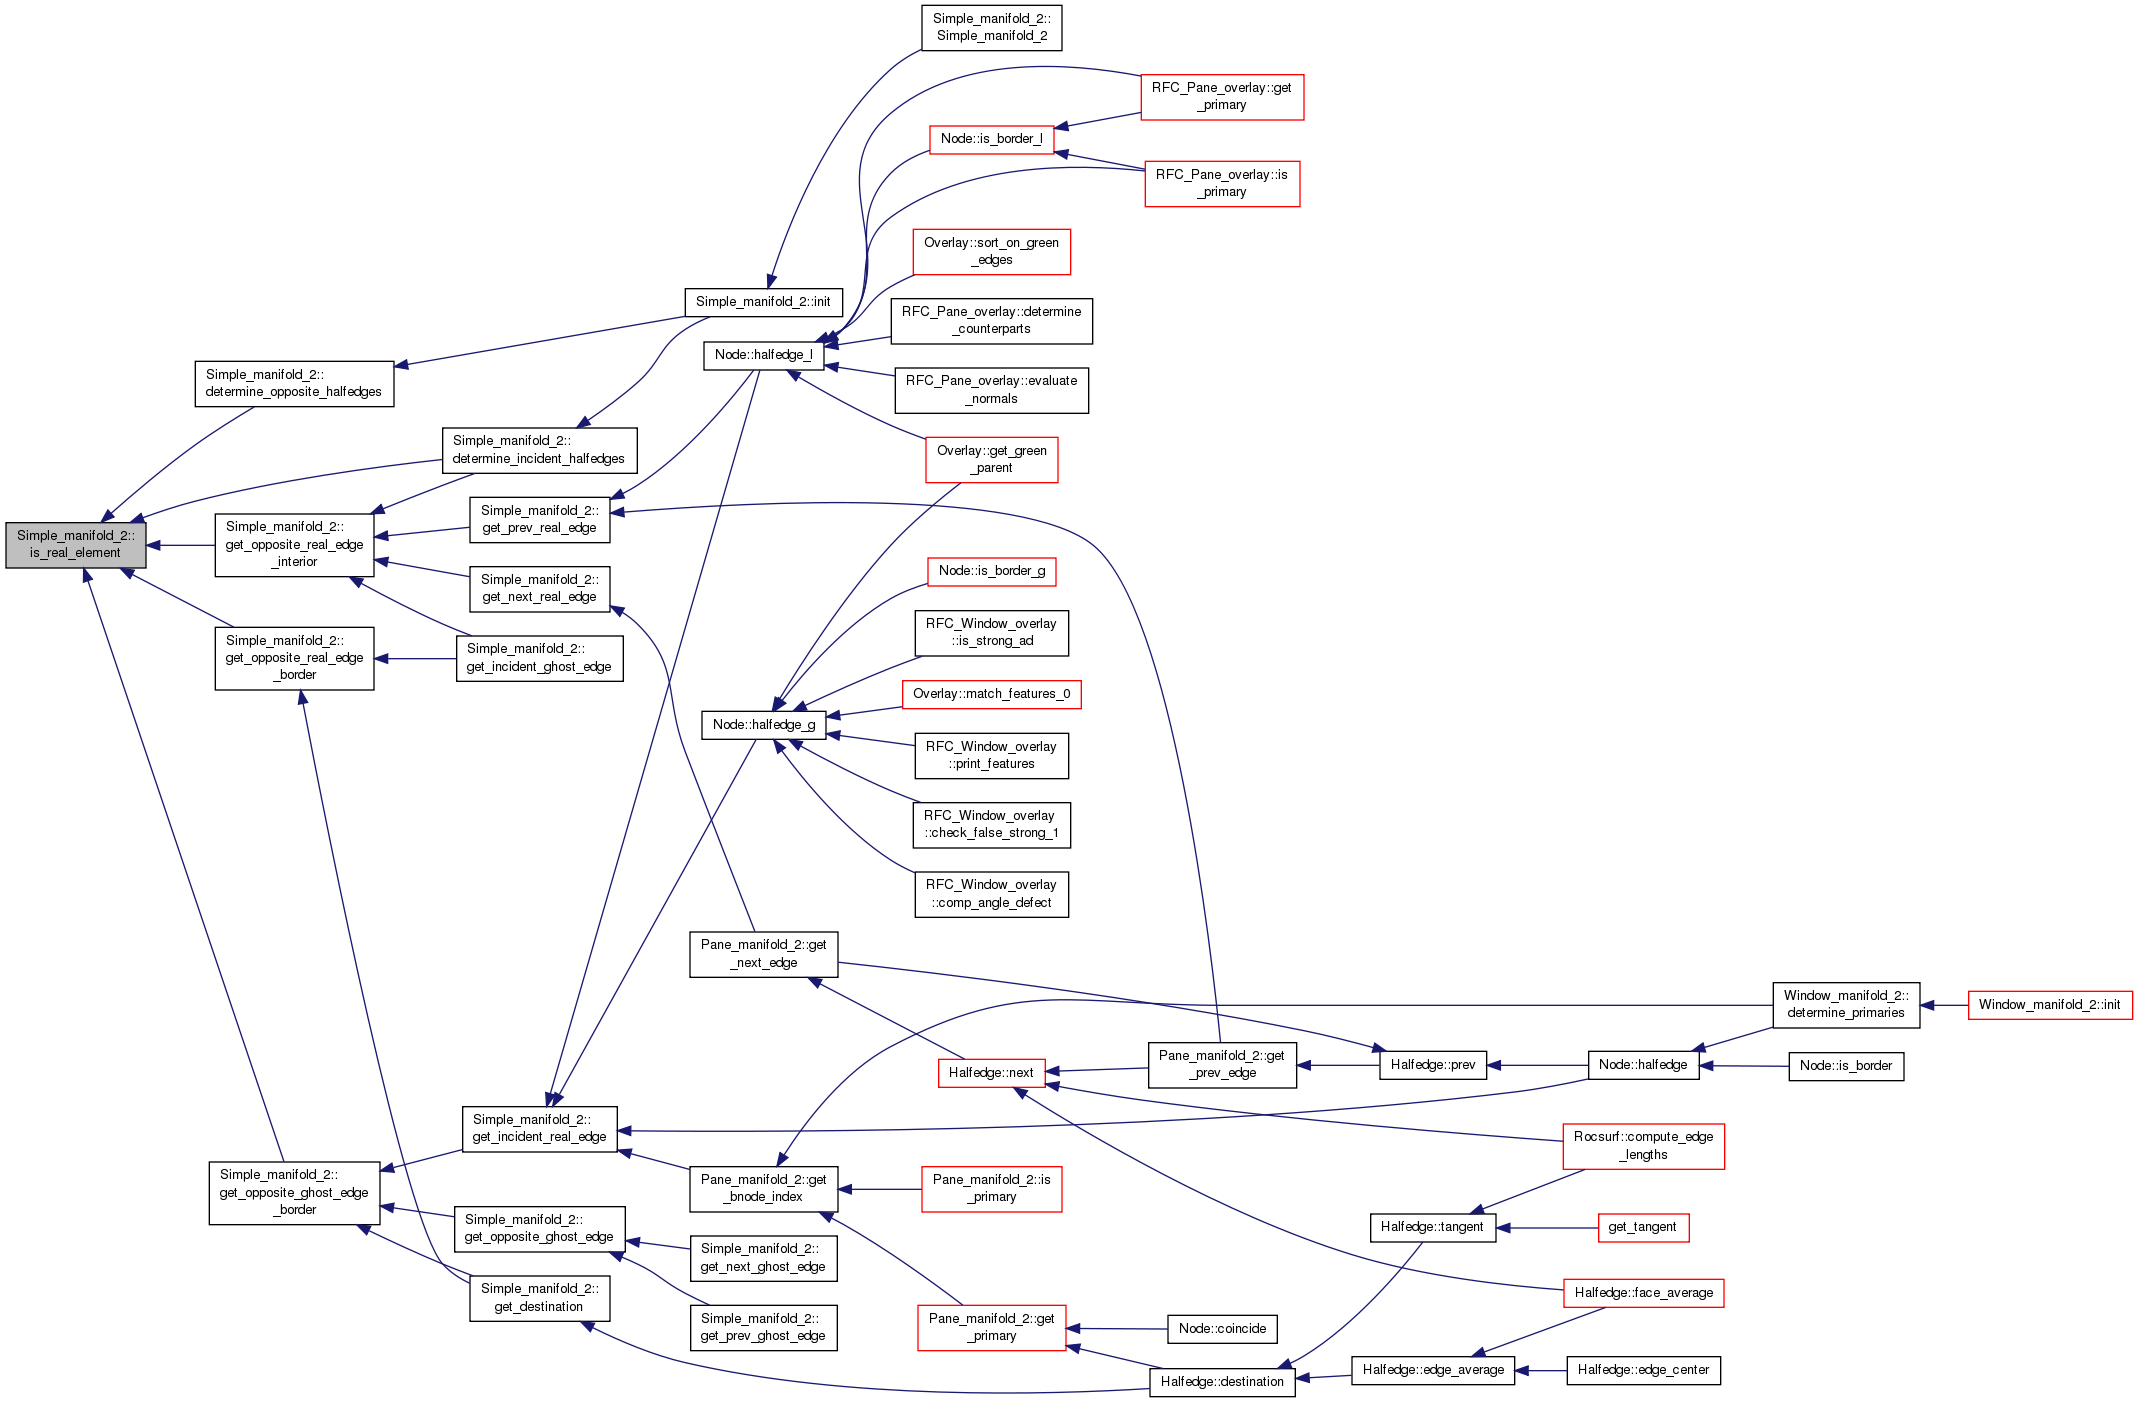 Simple_manifold_2::
Simple_manifold_2
RFC_Pane_overlay::get
_primary
Node::is_border_l
RFC_Pane_overlay::is
_primary
Overlay::sort_on_green
_edges
Simple_manifold_2::init
RFC_Pane_overlay::determine
_counterparts
Node::halfedge_l
Simple_manifold_2::
determine_opposite_halfedges
RFC_Pane_overlay::evaluate
_normals
Simple_manifold_2::
determine_incident_halfedges
Overlay::get_green
_parent
Simple_manifold_2::
get_prev_real_edge
Simple_manifold_2::
is_real_element
Simple_manifold_2::
get_opposite_real_edge
_interior
Simple_manifold_2::
get_next_real_edge
Node::is_border_g
RFC_Window_overlay
::is_strong_ad
Simple_manifold_2::
get_opposite_real_edge
_border
Simple_manifold_2::
get_incident_ghost_edge
Overlay::match_features_0
Node::halfedge_g
RFC_Window_overlay
::print_features
RFC_Window_overlay
::check_false_strong_1
RFC_Window_overlay
::comp_angle_defect
Pane_manifold_2::get
_next_edge
Window_manifold_2::
determine_primaries
Window_manifold_2::init
Halfedge::next
Pane_manifold_2::get
_prev_edge
Halfedge::prev
Node::halfedge
Node::is_border
Simple_manifold_2::
get_incident_real_edge
Rocsurf::compute_edge
_lengths
Simple_manifold_2::
get_opposite_ghost_edge
_border
Pane_manifold_2::get
_bnode_index
Pane_manifold_2::is
_primary
Simple_manifold_2::
get_opposite_ghost_edge
Halfedge::tangent
get_tangent
Simple_manifold_2::
get_next_ghost_edge
Simple_manifold_2::
get_destination
Halfedge::face_average
Simple_manifold_2::
get_prev_ghost_edge
Pane_manifold_2::get
_primary
Node::coincide
Halfedge::destination
Halfedge::edge_average
Halfedge::edge_center